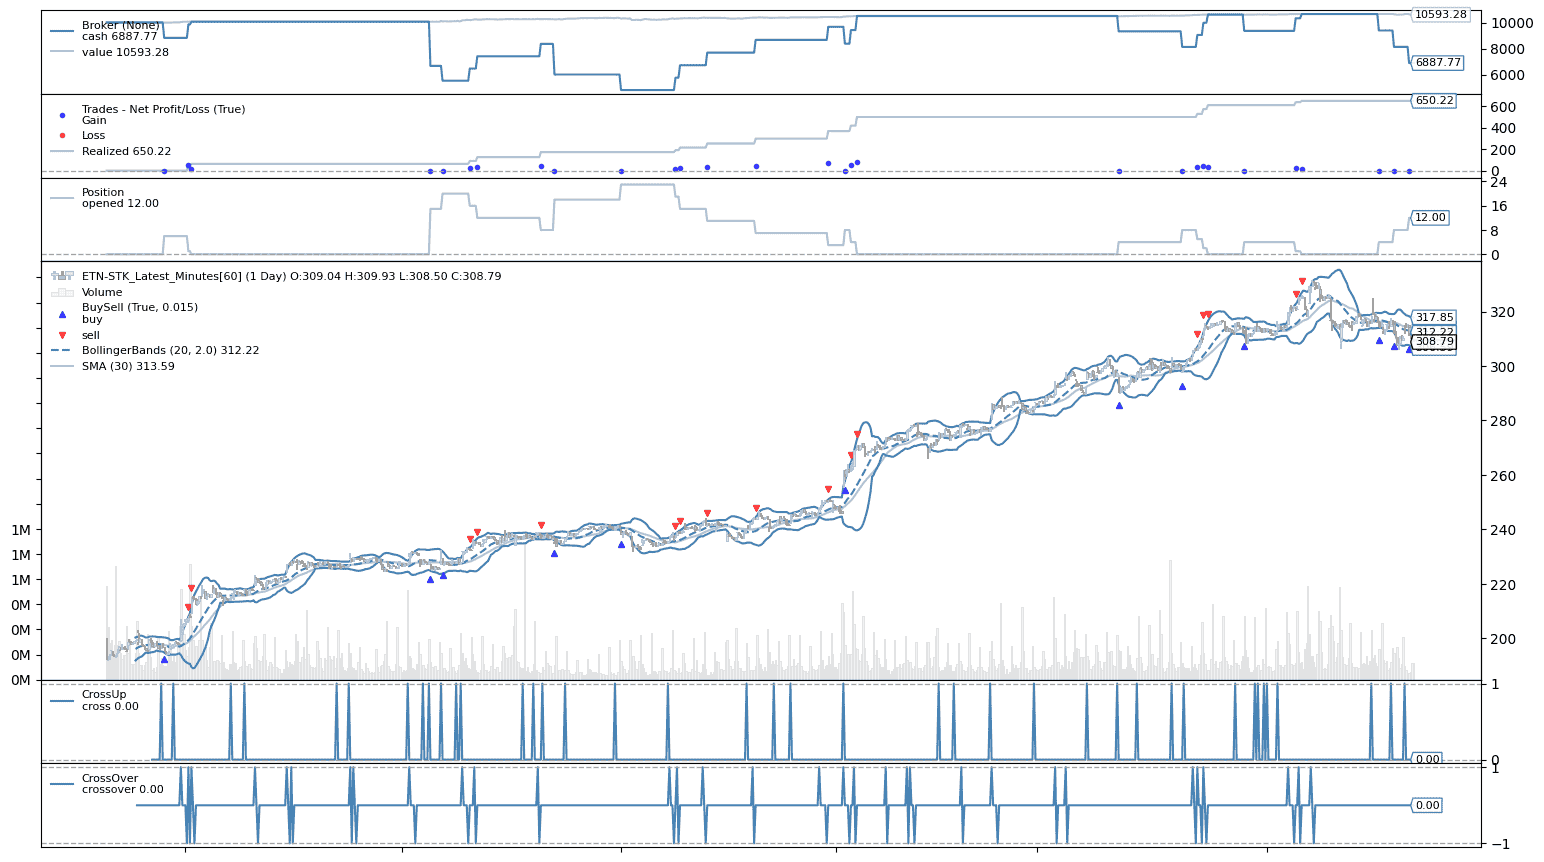 Broker (None)
cash 6887.77
value 10593.28
10593.28
10000
8000
6887.77
6000
Trades - Net Profit/Loss (True)
Gain
Loss
Realized 650.22
650.22
600
400
200
0
Position
opened 12.00
24
16
12.00
8
0
ETN-STK_Latest_Minutes[60] (1 Day) O:309.04 H:309.93 L:308.50 C:308.79
Volume
BuySell (True, 0.015)
buy
sell
BollingerBands (20, 2.0) 312.22
SMA (30) 313.59
320
317.85
312.22
308.79
300
280
260
240
220
200
1M
1M
1M
0M
0M
0M
0M
CrossUp
cross 0.00
1
0.00
0
CrossOver
crossover 0.00
1
0.00
−1